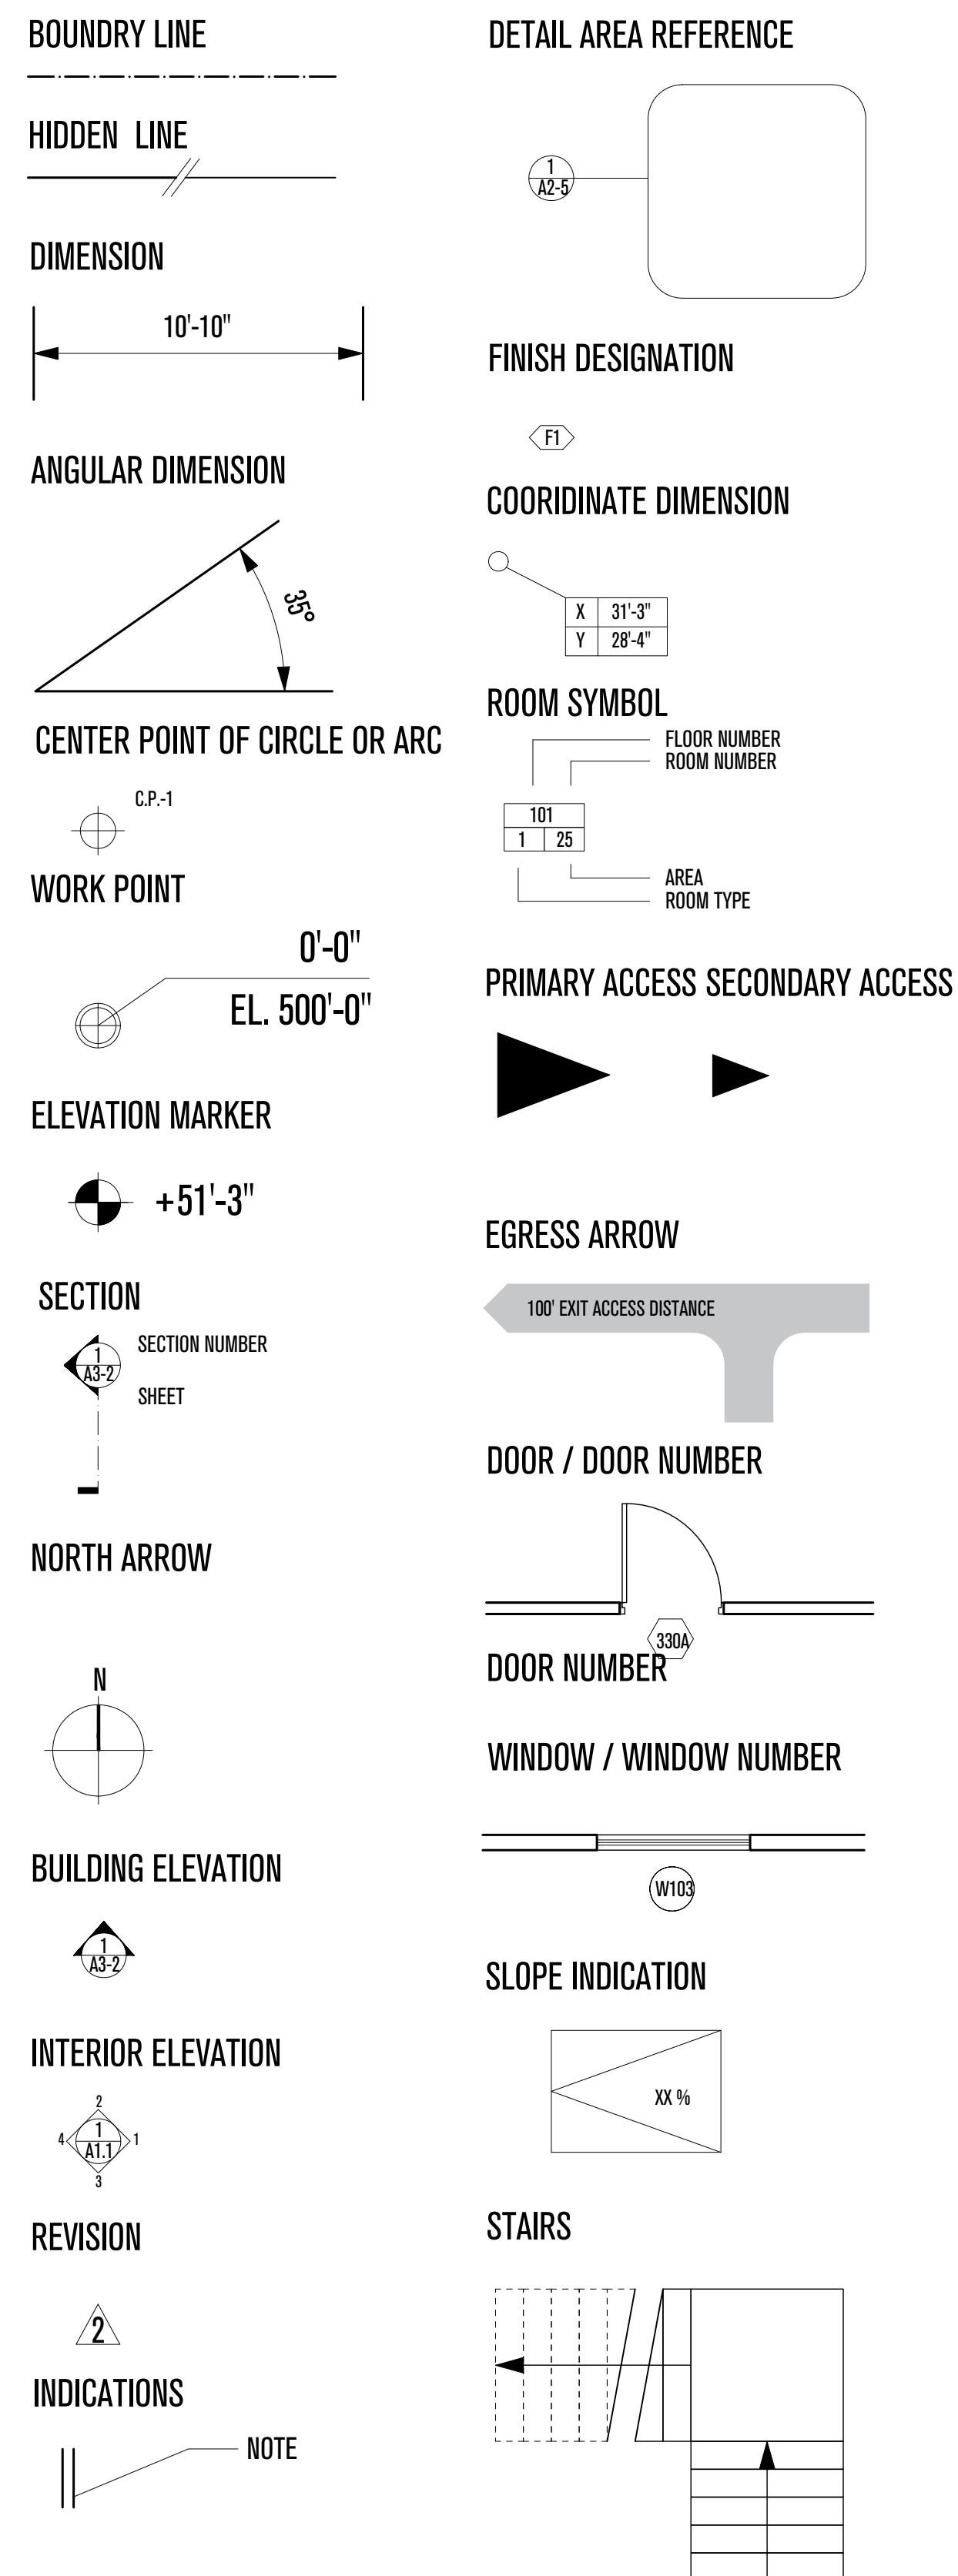 BOUNDRY LINE
HIDDEN LINE
DIMENSION
10'-10"
ANGULAR DIMENSION
35°
CENTER POINT OF CIRCLE OR ARC
C.P.-1
WORK POINT
0'-0"
EL. 500'-0"
ELEVATION MARKER
+51'-3"
SECTION
SECTION NUMBER
1
A3-2
SHEET
NORTH ARROW
N
BUILDING ELEVATION
1
A3-2
INTERIOR ELEVATION
2
1
4
1
A1.1
3
REVISION
2
INDICATIONS
NOTE
DETAIL AREA REFERENCE
1
A2-5
FINISH DESIGNATION
F1
COORIDINATE DIMENSION
X 31'-3"
Y 28'-4"
ROOM SYMBOL
FLOOR NUMBER
ROOM NUMBER
101
1 25
AREA
ROOM TYPE
PRIMARY ACCESS SECONDARY ACCESS
EGRESS ARROW
100' EXIT ACCESS DISTANCE
DOOR / DOOR NUMBER
330A
DOOR NUMBER
WINDOW / WINDOW NUMBER
W103
SLOPE INDICATION
XX %
STAIRS